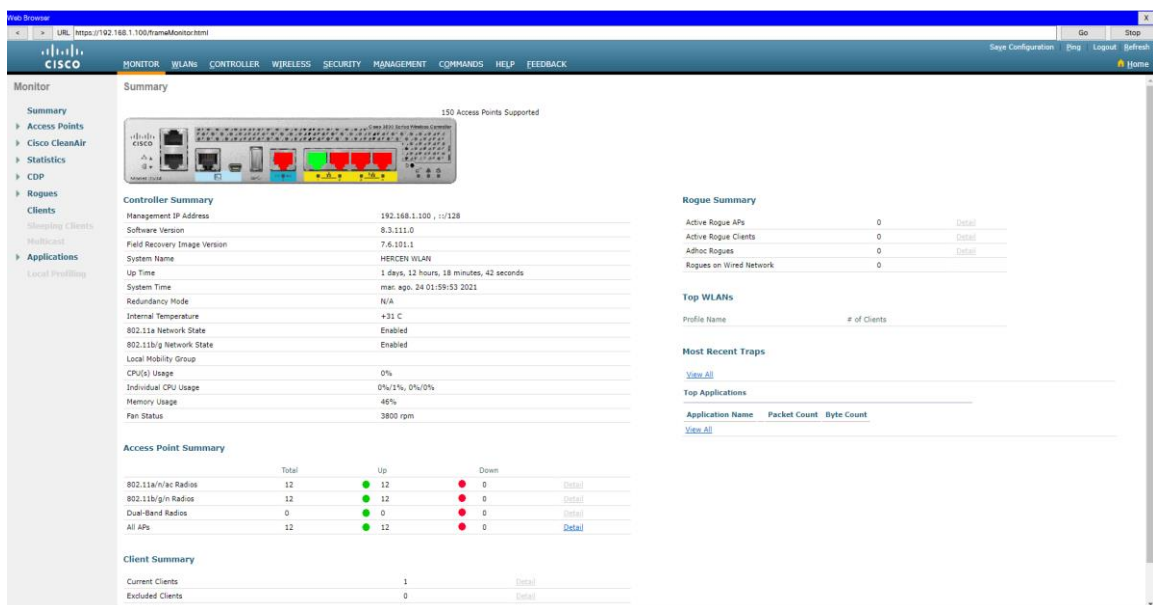 Web Browser X
< > URL https://192.168.1.100/frameMonitor.html Go Stop
Save Configuration Ping Logout Refresh
CISCO MONITOR WLANs CONTROLLER WIRELESS SECURITY MANAGEMENT COMMANDS HELP FEEDBACK Home
Monitor
Summary
Access Points
Cisco CleanAir
Statistics
CDP
Rogues
Clients
Sleeping Clients
Multicast
Applications
Local Profiling
Summary
150 Access Points Supported
CISCO
Controller Summary
Management IP Address 192.168.1.100 , ::/128
Software Version 8.3.111.0
Field Recovery Image Version 7.6.101.1
System Name HERCEN WLAN
Up Time 1 days, 12 hours, 18 minutes, 42 seconds
System Time mar. ago. 24 01:59:53 2021
Redundancy Mode N/A
Internal Temperature +31 C
802.11a Network State Enabled
802.11b/g Network State Enabled
Local Mobility Group
CPU(s) Usage 0%
Individual CPU Usage 0%/1%, 0%/0%
Memory Usage 46%
Fan Status 3800 rpm
Access Point Summary
Total Up Down
802.11a/n/ac Radios 12 12 0 Detail
802.11b/g/n Radios 12 12 0 Detail
Dual-Band Radios 0 0 0 Detail
All APs 12 12 0 Detail
Client Summary
Current Clients 1 Detail
Excluded Clients 0 Detail
Rogue Summary
Active Rogue APs 0 Detail
Active Rogue Clients 0 Detail
Adhoc Rogues 0 Detail
Rogues on Wired Network 0
Top WLANs
Profile Name # of Clients
Most Recent Traps
View All
Top Applications
Application Name Packet Count Byte Count
View All